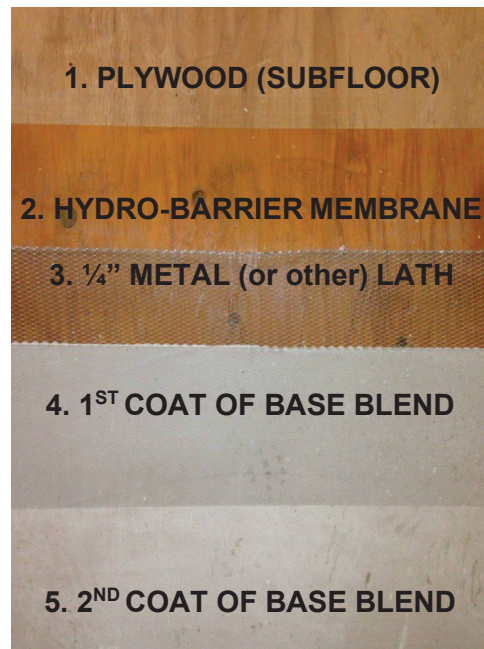 1. PLYWOOD (SUBFLOOR)
2. HYDRO-BARRIER MEMBRANE
3. ¼” METAL (or other) LATH
4. 1ST COAT OF BASE BLEND
5. 2ND COAT OF BASE BLEND